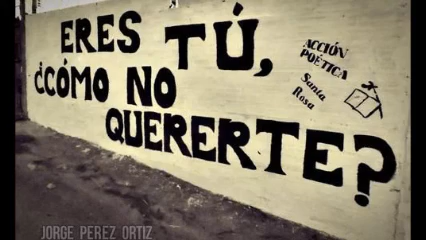 ERES TÚ,
¿CÓMO NO
QUERERTE?
ACCIÓN
POÉTICA
Santa
Rosa
JORGE PEREZ ORTIZ